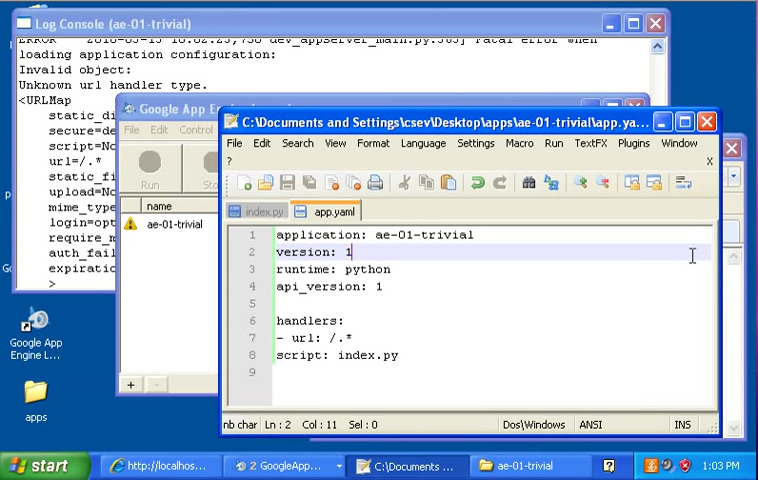 Log Console (ae-01-trivial)
loading application configuration:
Invalid object:
Unknown url handler type.
<URLMap
static_di
secure=de
script=No
url=/.*
static_fi
upload=No
mime_type
login=opt
require_m
auth_fail
expiratio
>
Google App En
File Edit Control
Run
Sto
name
ae-01-trivial
+
-
C:\Documents and Settings\csev\Desktop\apps\ae-01-trivial\app.ya...
File Edit Search View Format Language Settings Macro Run TextFX Plugins Window
? X
index.py app.yaml
1 application: ae-01-trivial
2 version: 1
3 runtime: python
4 api_version: 1
5
6 handlers:
7 - url: /.*
8 script: index.py
9
nb char Ln : 2 Col : 11 Sel : 0 Dos\Windows ANSI INS
Google App
Engine L...
apps
start
http://localhos...
2 GoogleApp...
C:\Documents ...
ae-01-trivial
1:03 PM